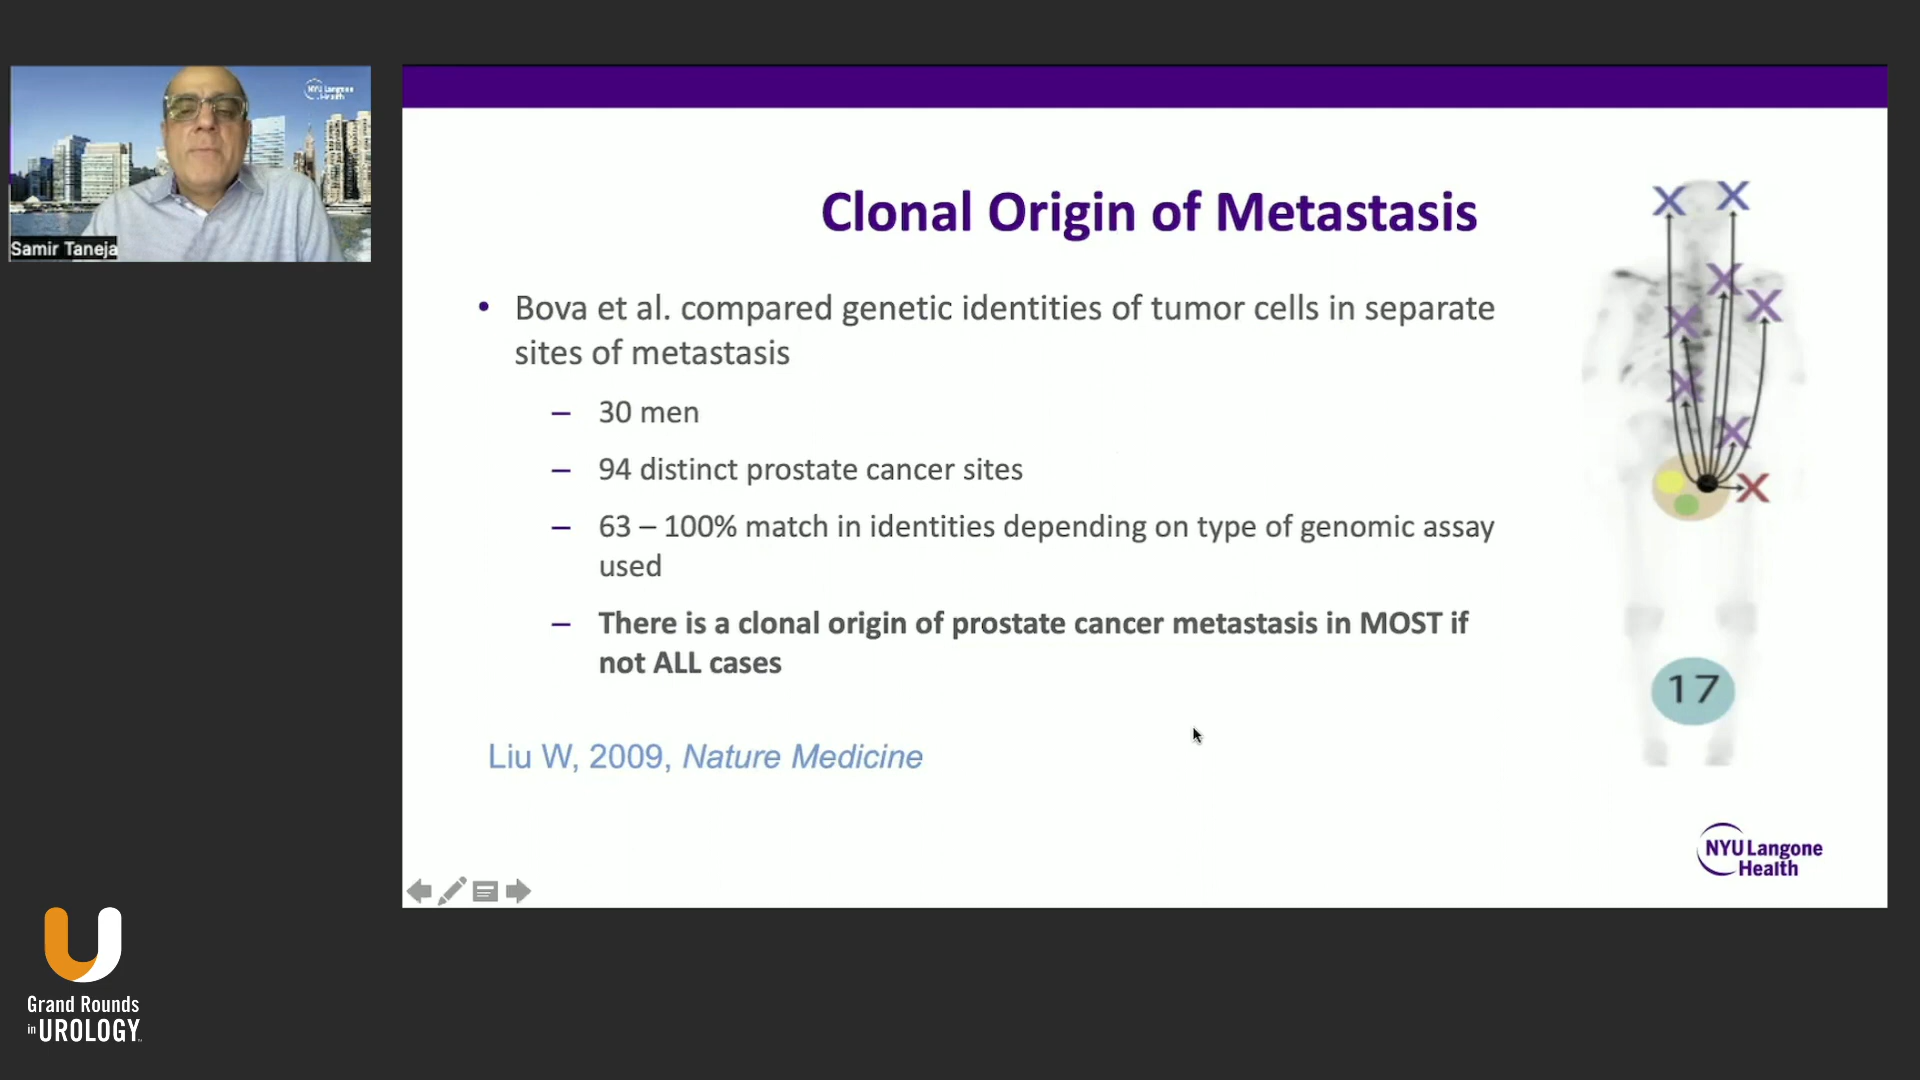 NYU Langone
Health
Samir Taneja
Clonal Origin of Metastasis
• Bova et al. compared genetic identities of tumor cells in separate
sites of metastasis
– 30 men
– 94 distinct prostate cancer sites
– 63 – 100% match in identities depending on type of genomic assay
used
– There is a clonal origin of prostate cancer metastasis in MOST if
not ALL cases
Liu W, 2009, Nature Medicine
X X
X
X
X
X
X
X
17
NYU Langone
Health
Grand Rounds
in UROLOGY